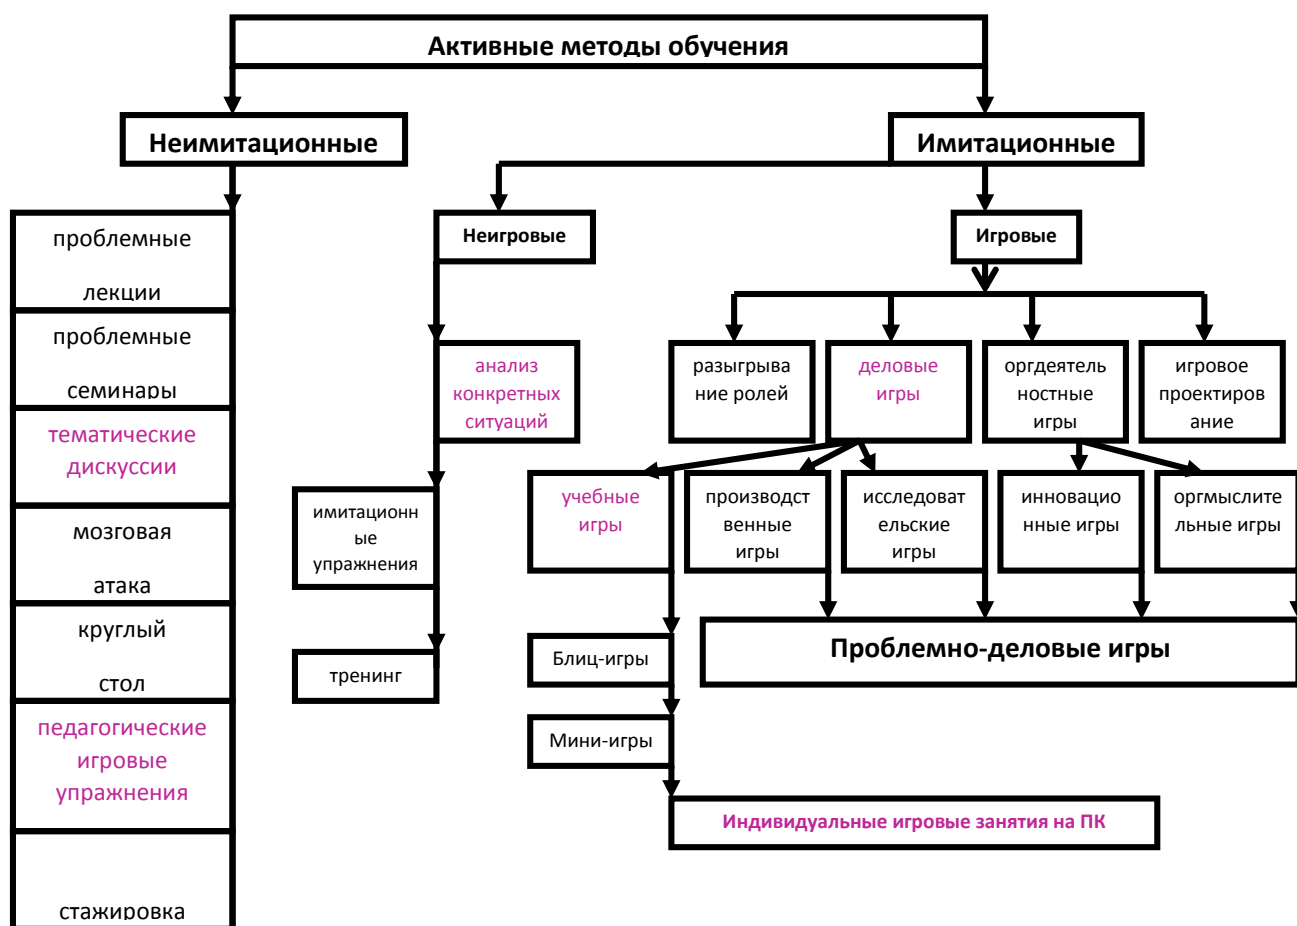 Активные методы обучения
Неимитационные
Имитационные
проблемные
лекции
проблемные
семинары
тематические
дискуссии
мозговая
атака
круглый
стол
педагогические
игровые
упражнения
стажировка
Неигровые
Игровые
анализ
конкретных
ситуаций
имитационн
ые
упражнения
тренинг
разыгрыва
ние ролей
деловые
игры
оргдеятель
ностные
игры
игровое
проектиров
ание
учебные
игры
производст
венные
игры
исследоват
ельские
игры
инновацио
нные игры
оргмыслите
льные игры
Блиц-игры
Проблемно-деловые игры
Мини-игры
Индивидуальные игровые занятия на ПК